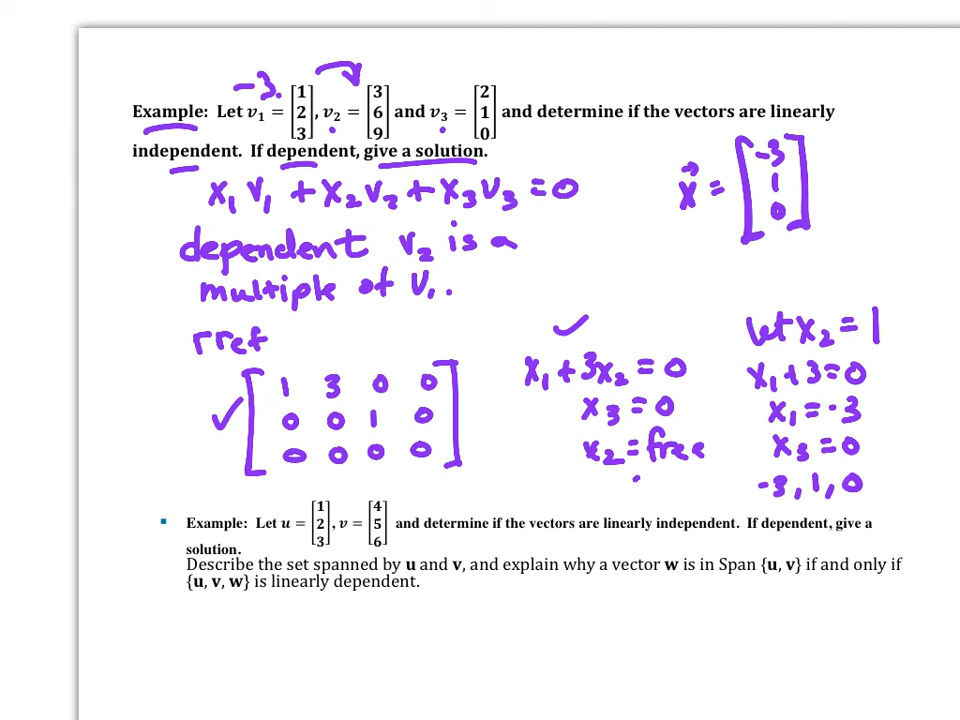 -3.
Example: Let v₁ = [1 2 3], v₂ = [3 6 9] and v₃ = [2 1 0] and determine if the vectors are linearly
independent. If dependent, give a solution.
x₁v₁ + x₂v₂ + x₃v₃ = 0
x⃗ = [-3 1 0]
dependent v₂ is a
multiple of v₁.
rref
[1 3 0 0
0 0 1 0
0 0 0 0]
x₁ + 3x₂ = 0
x₃ = 0
x₂ = free
let x₂ = 1
x₁ + 3 = 0
x₁ = -3
x₃ = 0
-3, 1, 0
Example: Let u = [1 2 3], v = [4 5 6] and determine if the vectors are linearly independent. If dependent, give a
solution.
Describe the set spanned by u and v, and explain why a vector w is in Span {u, v} if and only if
{u, v, w} is linearly dependent.